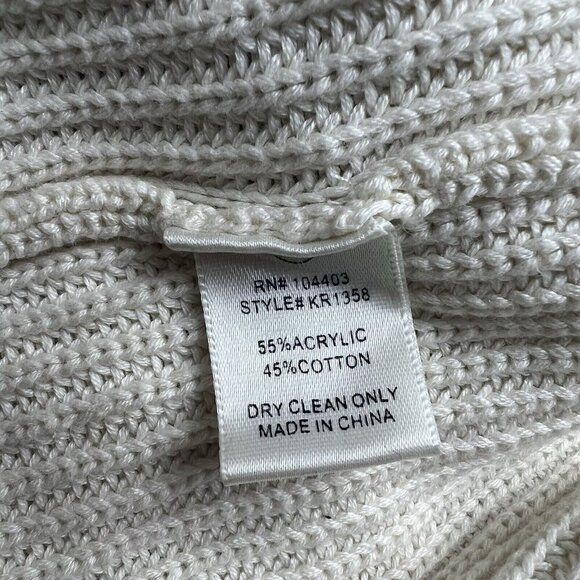 RN# 104403
STYLE# KR1358
55%ACRYLIC
45%COTTON
DRY CLEAN ONLY
MADE IN CHINA